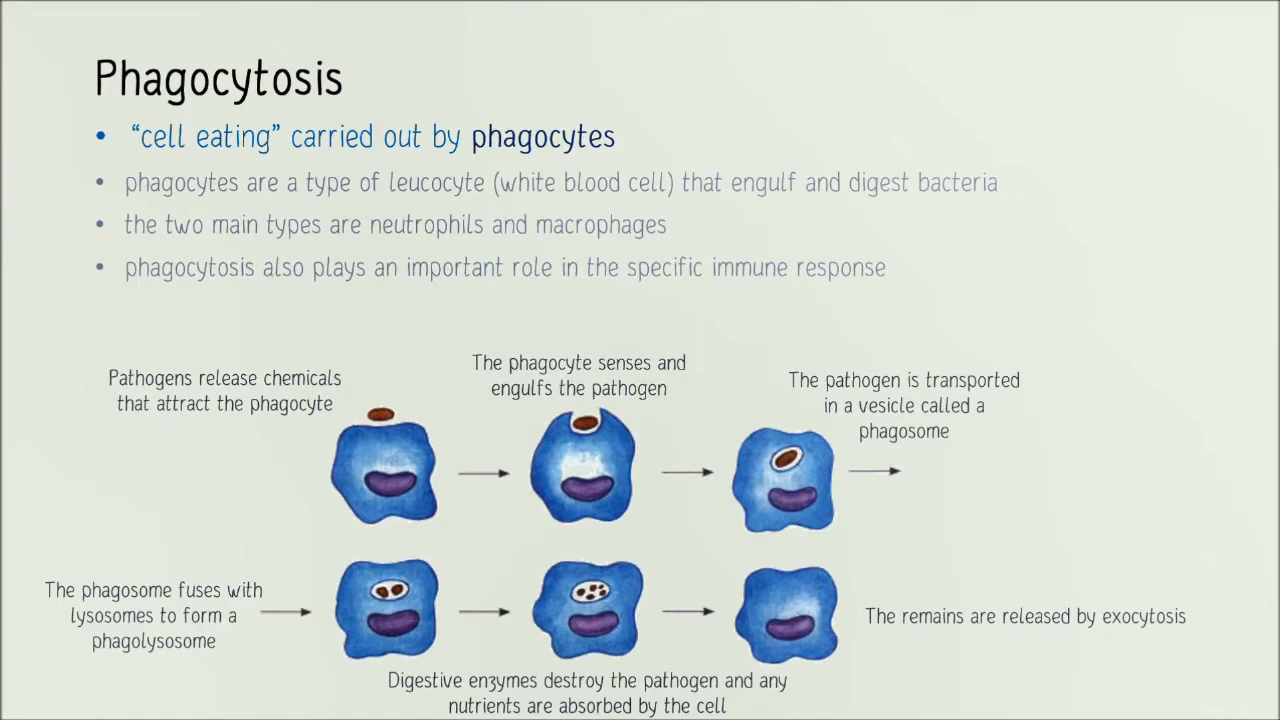 Phagocytosis
• “cell eating” carried out by phagocytes
• phagocytes are a type of leucocyte (white blood cell) that engulf and digest bacteria
• the two main types are neutrophils and macrophages
• phagocytosis also plays an important role in the specific immune response
Pathogens release chemicals
that attract the phagocyte
The phagocyte senses and
engulfs the pathogen
The pathogen is transported
in a vesicle called a
phagosome
The phagosome fuses with
lysosomes to form a
phagolysosome
Digestive enzymes destroy the pathogen and any
nutrients are absorbed by the cell
The remains are released by exocytosis